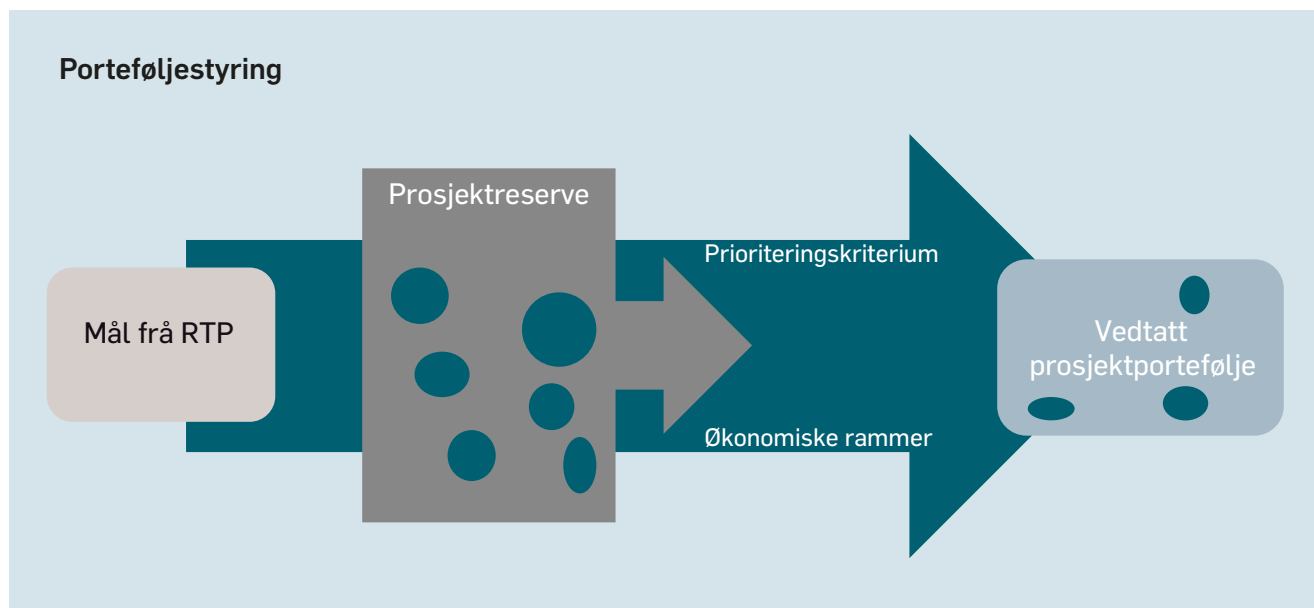 Porteføljestyring
Prosjektreserve
Prioriteringskriterium
Mål frå RTP
Vedtatt
prosjektportefølje
Økonomiske rammer